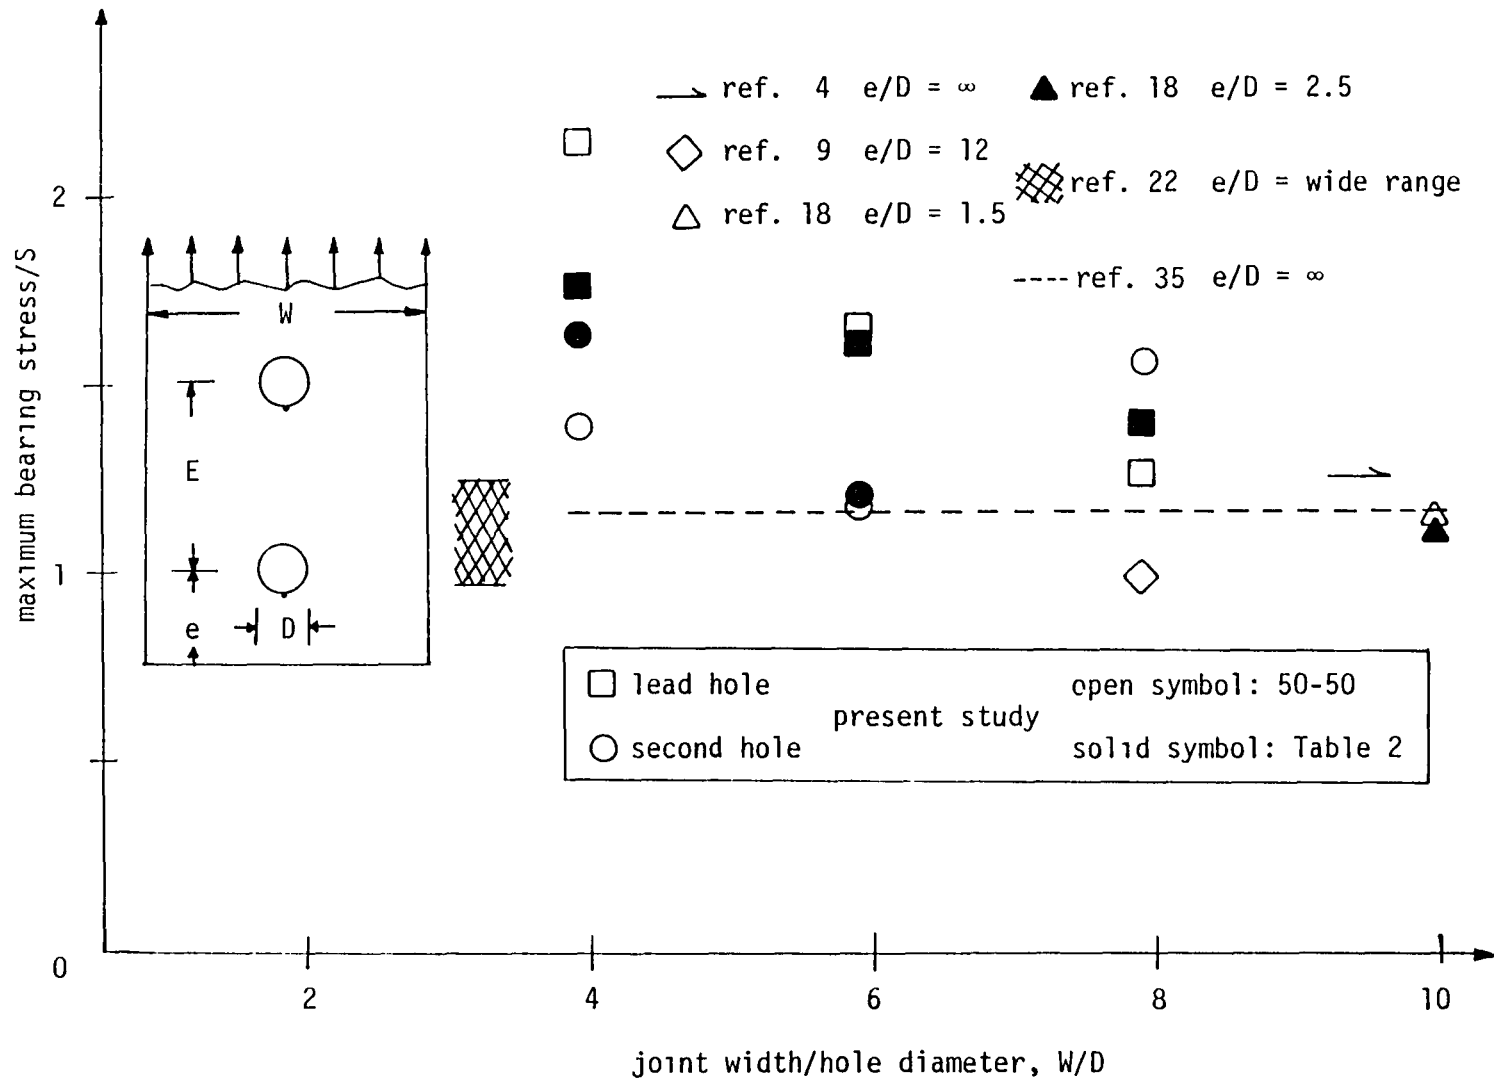 maximum bearing stress/S
2
1
0
ref. 4 e/D = ∞
ref. 9 e/D = 12
ref. 18 e/D = 1.5
ref. 18 e/D = 2.5
ref. 22 e/D = wide range
ref. 35 e/D = ∞
W
E
e
D
lead hole
second hole
present study
open symbol: 50-50
solid symbol: Table 2
2
4
6
8
10
joint width/hole diameter, W/D